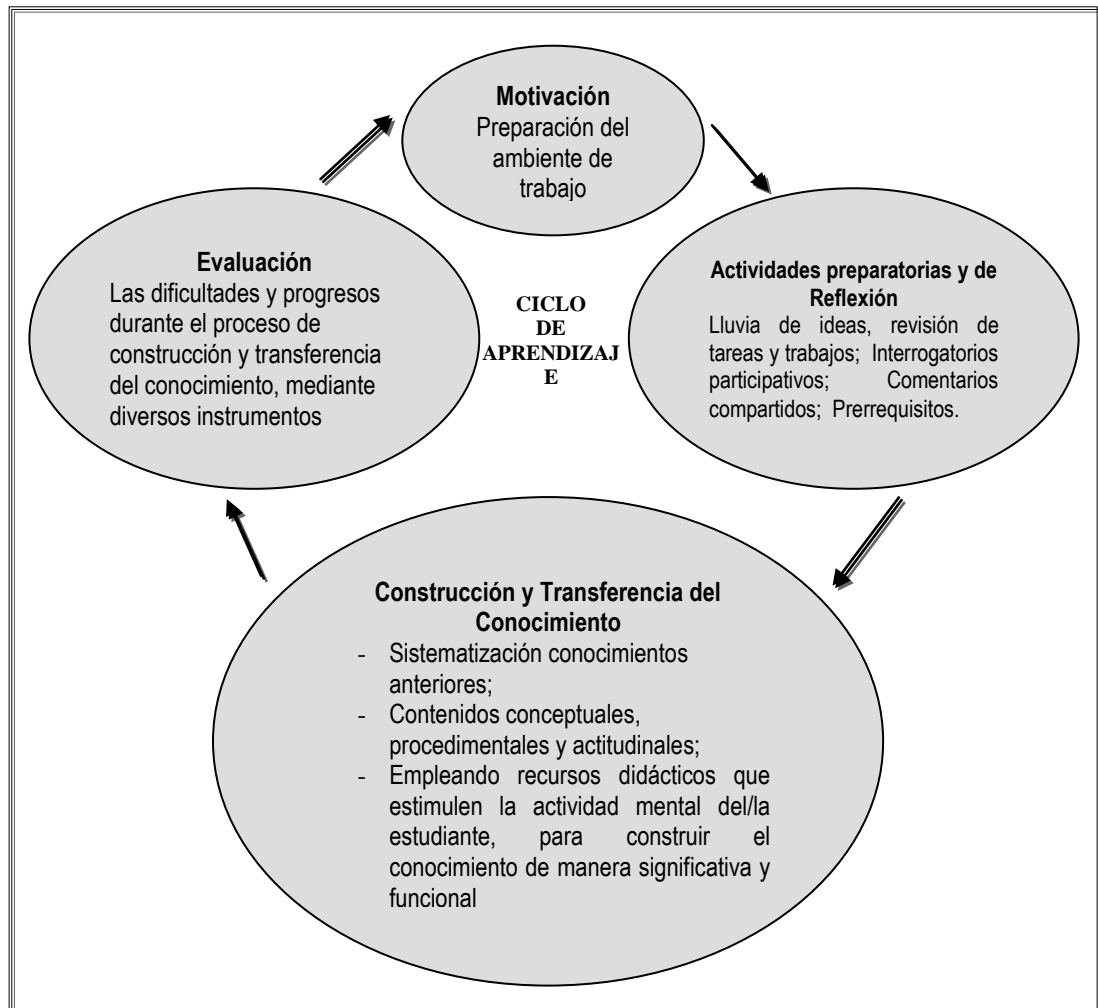 Motivación
Preparación del
ambiente de
trabajo
Evaluación
Las dificultades y progresos
durante el proceso de
construcción y transferencia
del conocimiento, mediante
diversos instrumentos
CICLO
DE
APRENDIZAJ
E
Actividades preparatorias y de
Reflexión
Lluvia de ideas, revisión de
tareas y trabajos; Interrogatorios
participativos; Comentarios
compartidos; Prerrequisitos.
Construcción y Transferencia del
Conocimiento
- Sistematización conocimientos
anteriores;
- Contenidos conceptuales,
procedimentales y actitudinales;
- Empleando recursos didácticos que
estimulen la actividad mental del/la
estudiante, para construir el
conocimiento de manera significativa y
funcional